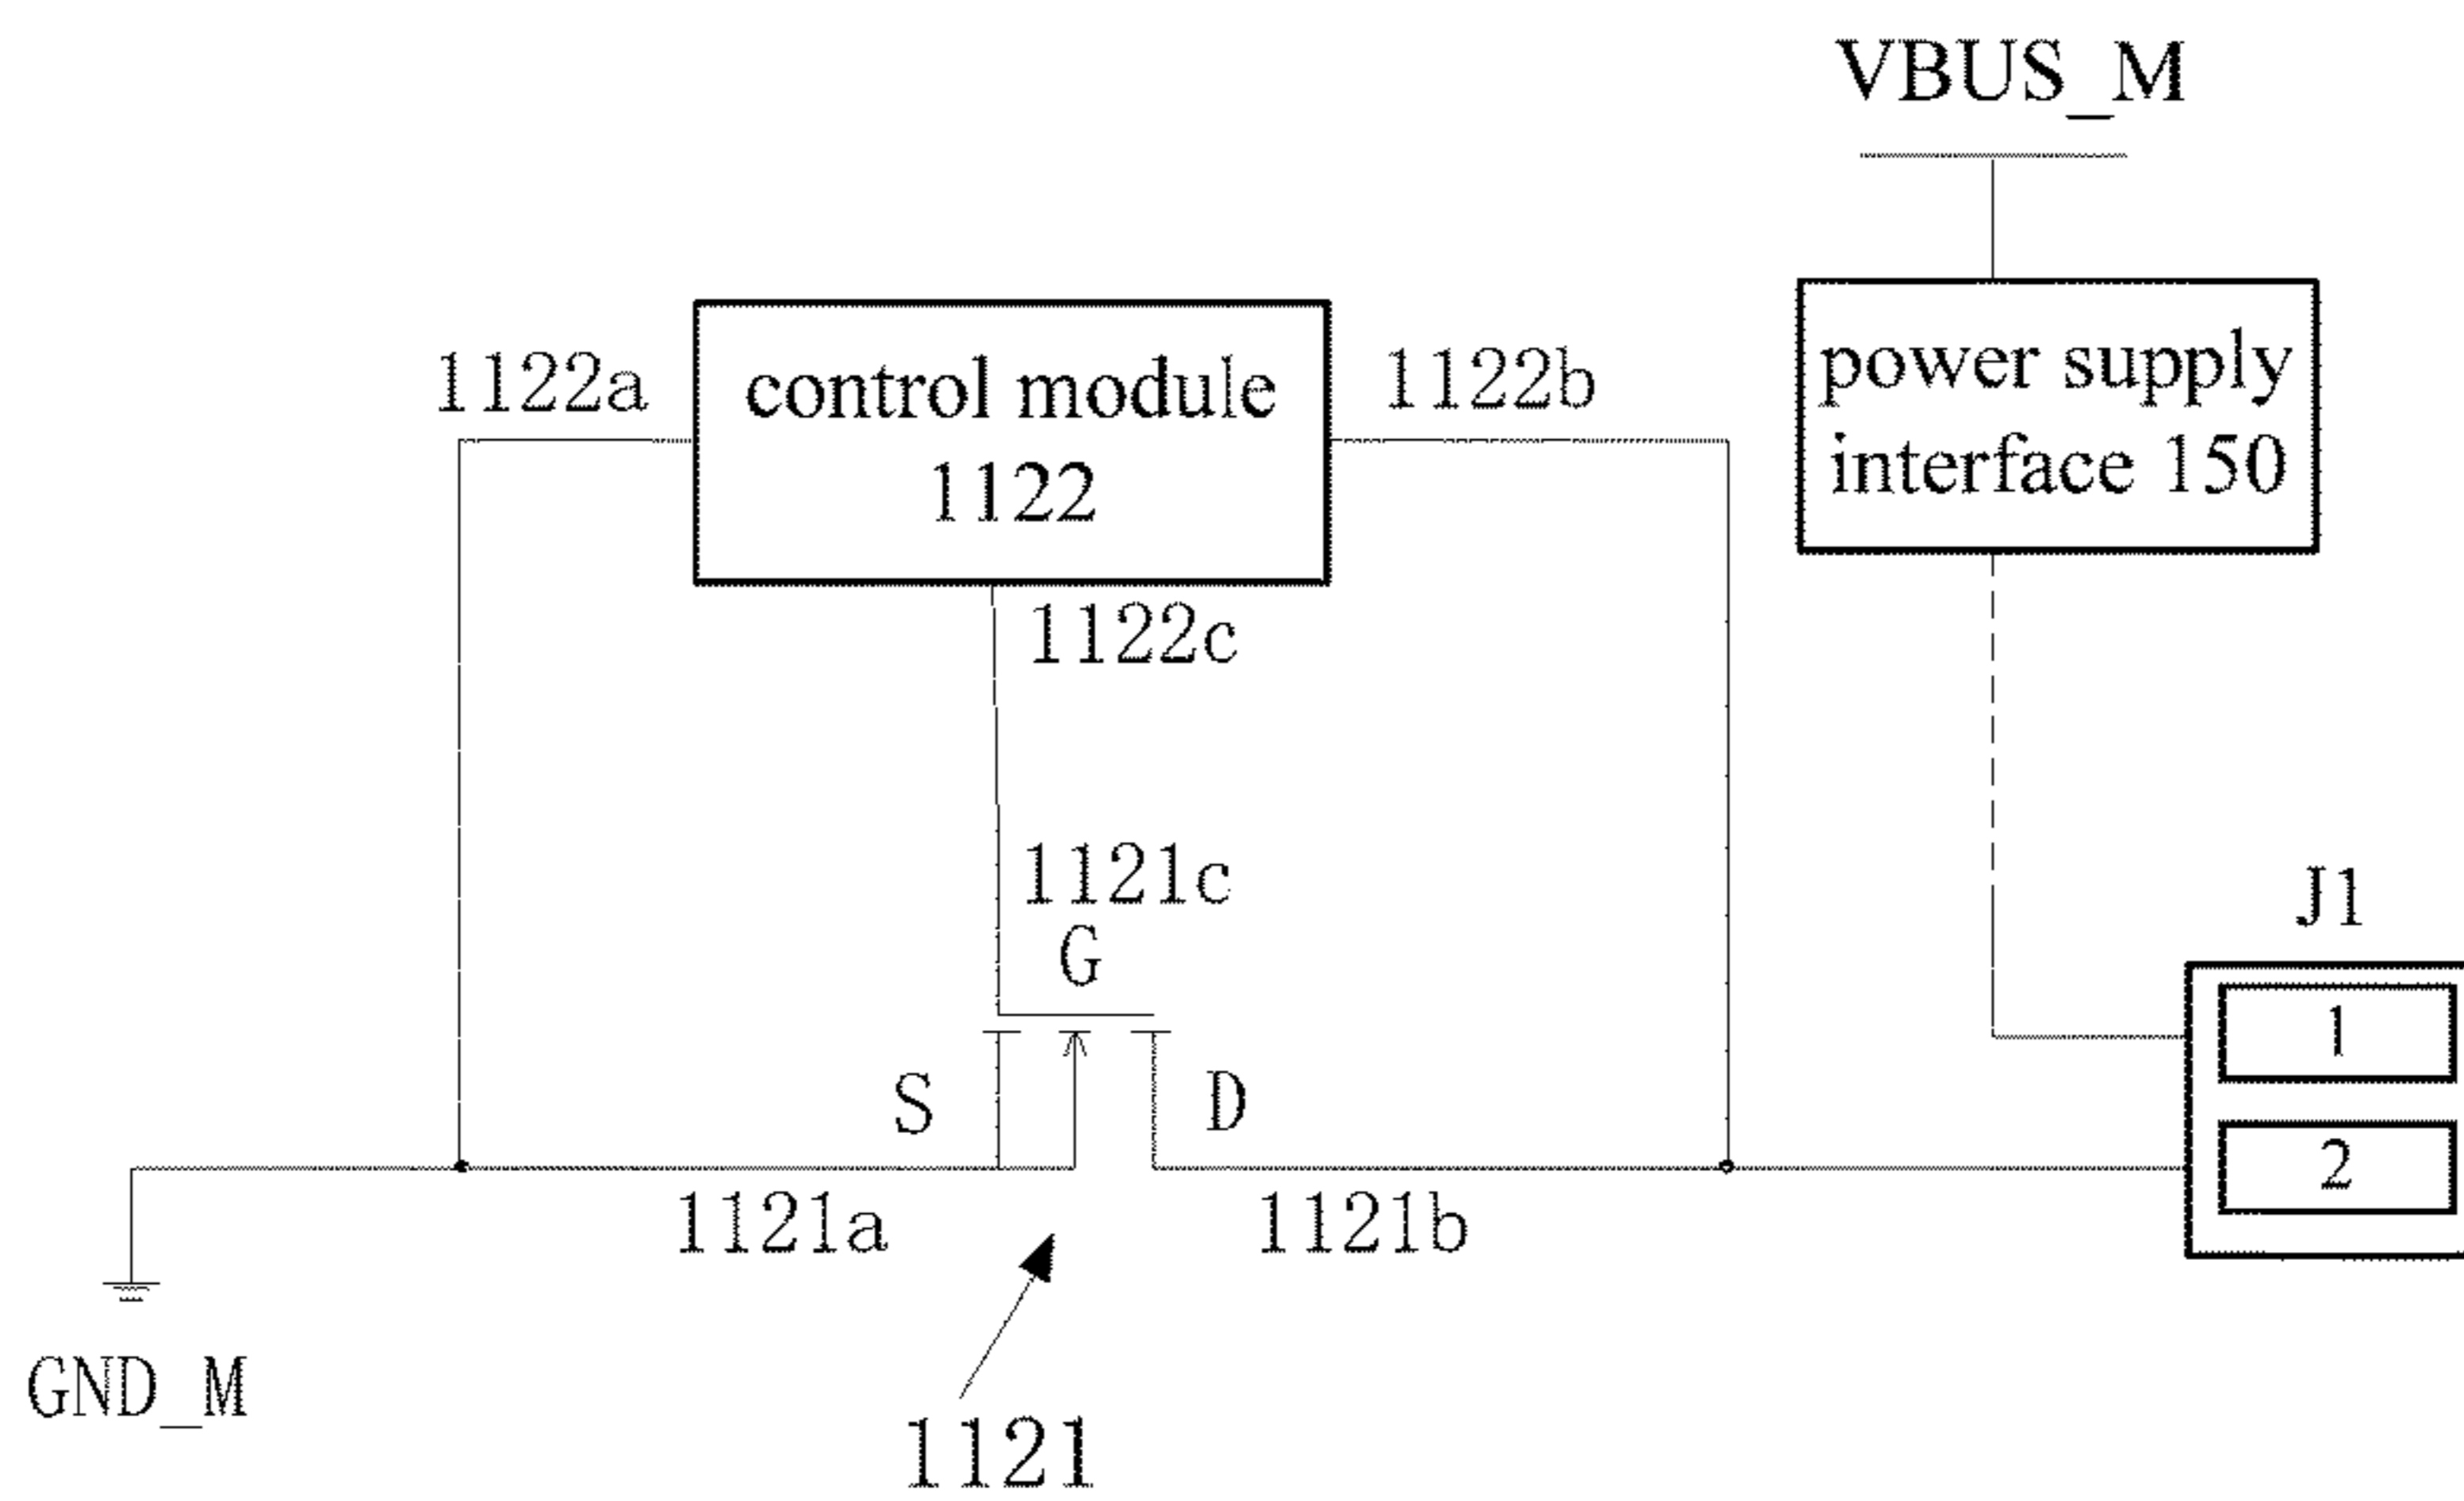 VBUS_M
1122a
control module
1122
1122b
power supply
interface 150
1122c
1121c
G
J1
1
S
D
2
1121a
1121b
GND_M
1121